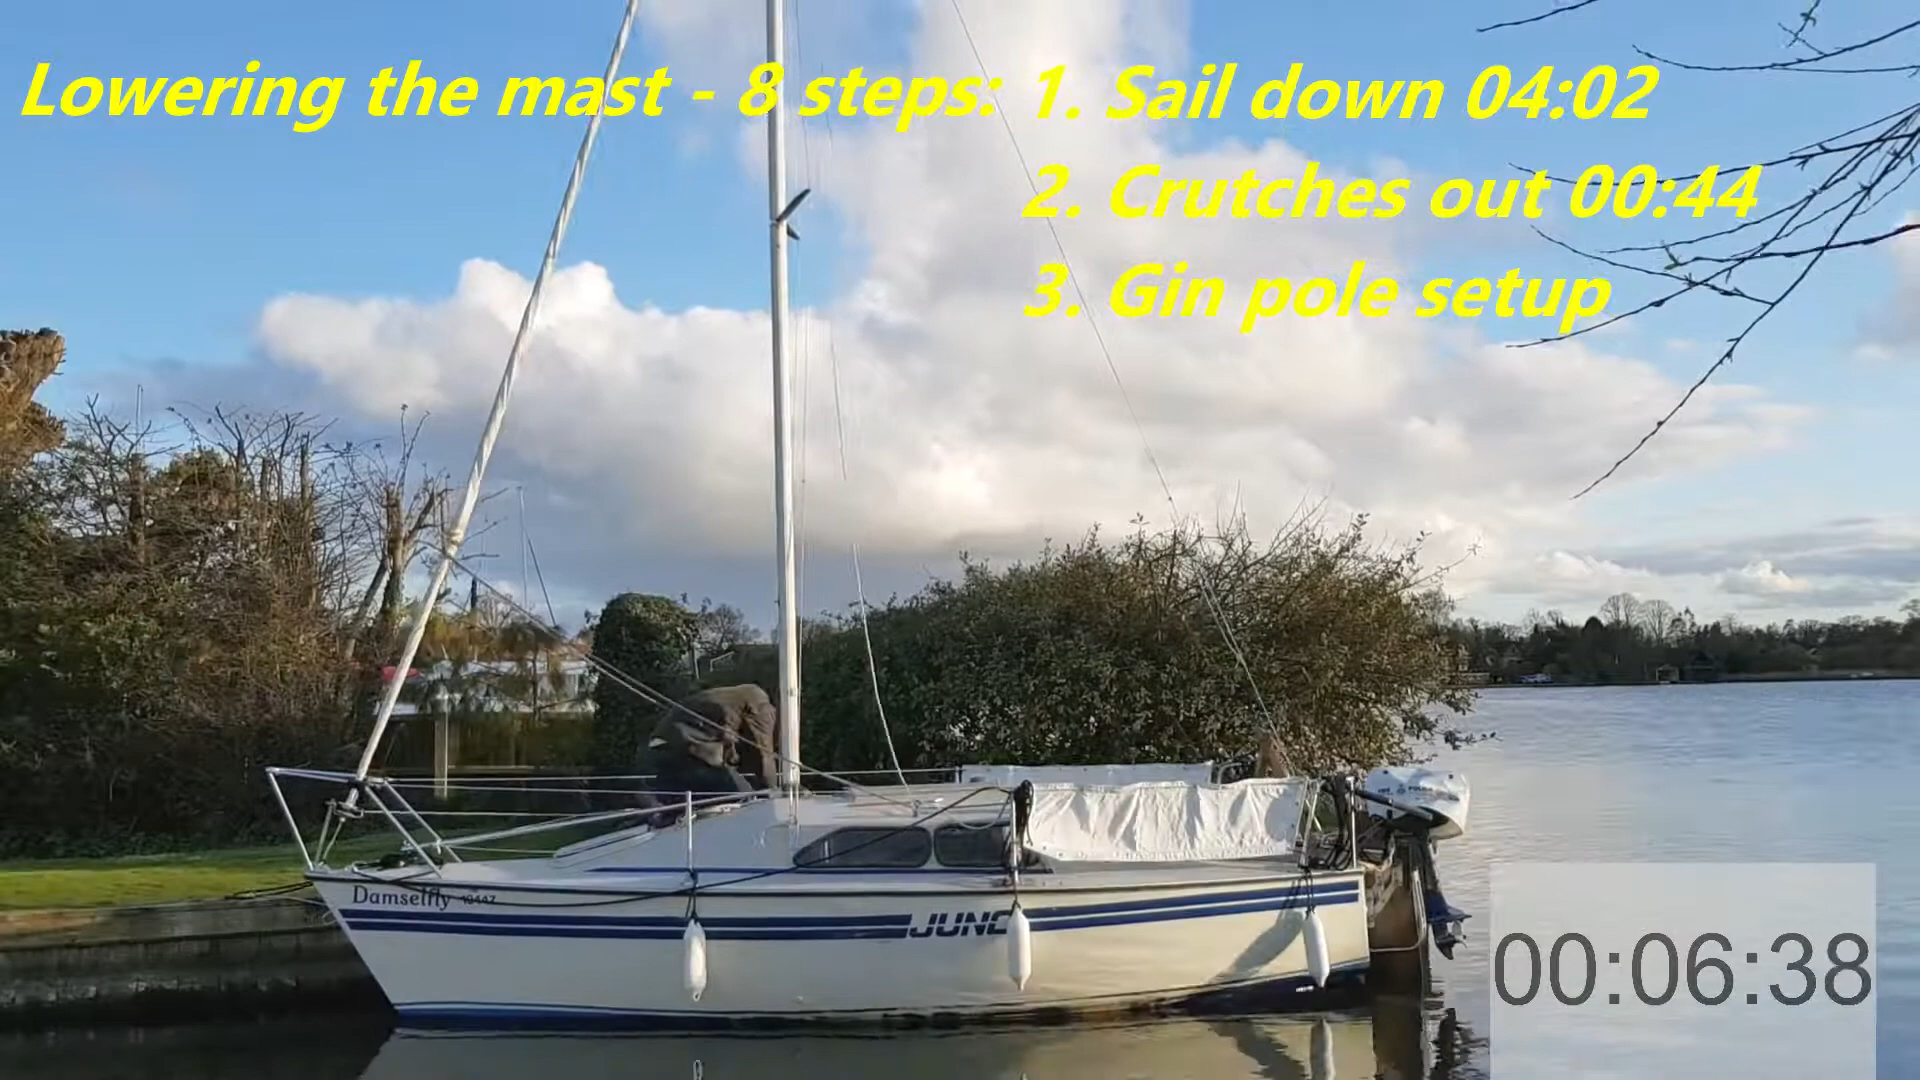 Lowering the mast - 8 steps: 1. Sail down 04:02
2. Crutches out 00:44
3. Gin pole setup
Damselfly 10447
JUNO
00:06:38